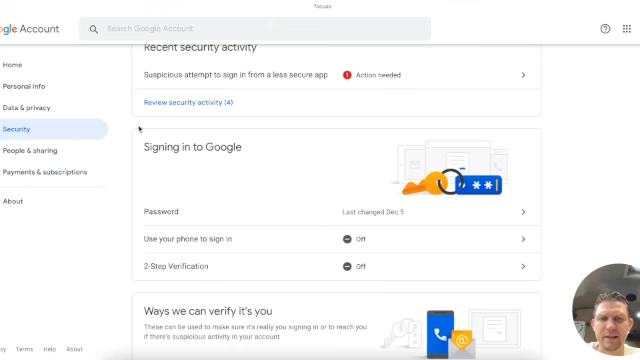 Google Account
Search Google Account
Home
Personal info
Data & privacy
Security
People & sharing
Payments & subscriptions
About
Recent security activity
Suspicious attempt to sign in from a less secure app
Action needed
Review security activity (4)
Signing in to Google
Password
Last changed Dec 5
Use your phone to sign in
Off
2-Step Verification
Off
Ways we can verify it's you
These can be used to make sure it's really you signing in or to reach you
if there's suspicious activity in your account
Terms
Help
About